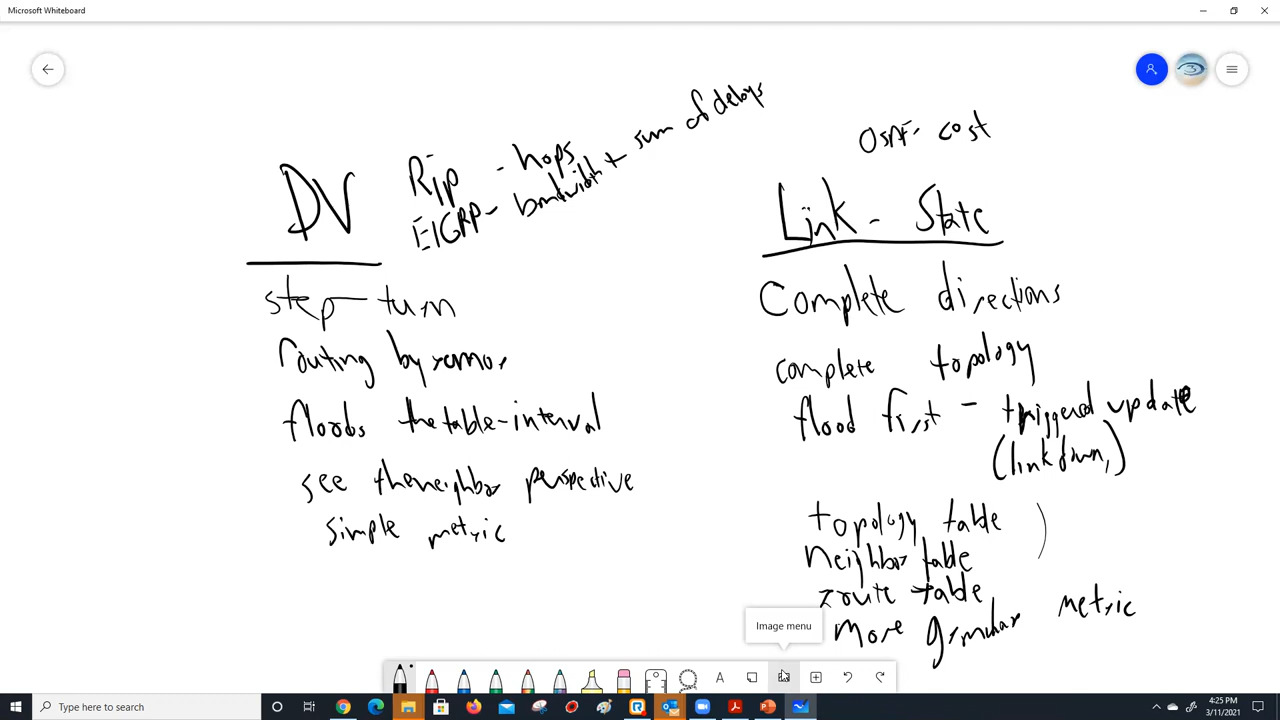 Microsoft Whiteboard
DV
Rip - hops
EIGRP - bandwidth + sum of delays
step - turn
routing by rumor
floods the table - interval
see the neighbor perspective
simple metric
OSPF - cost
Link - State
Complete directions
complete topology
flood first - triggered update
(link down,)
topology table
neighbor table
route table
more granular metric
Image menu
Type here to search
4:25 PM
3/11/2021